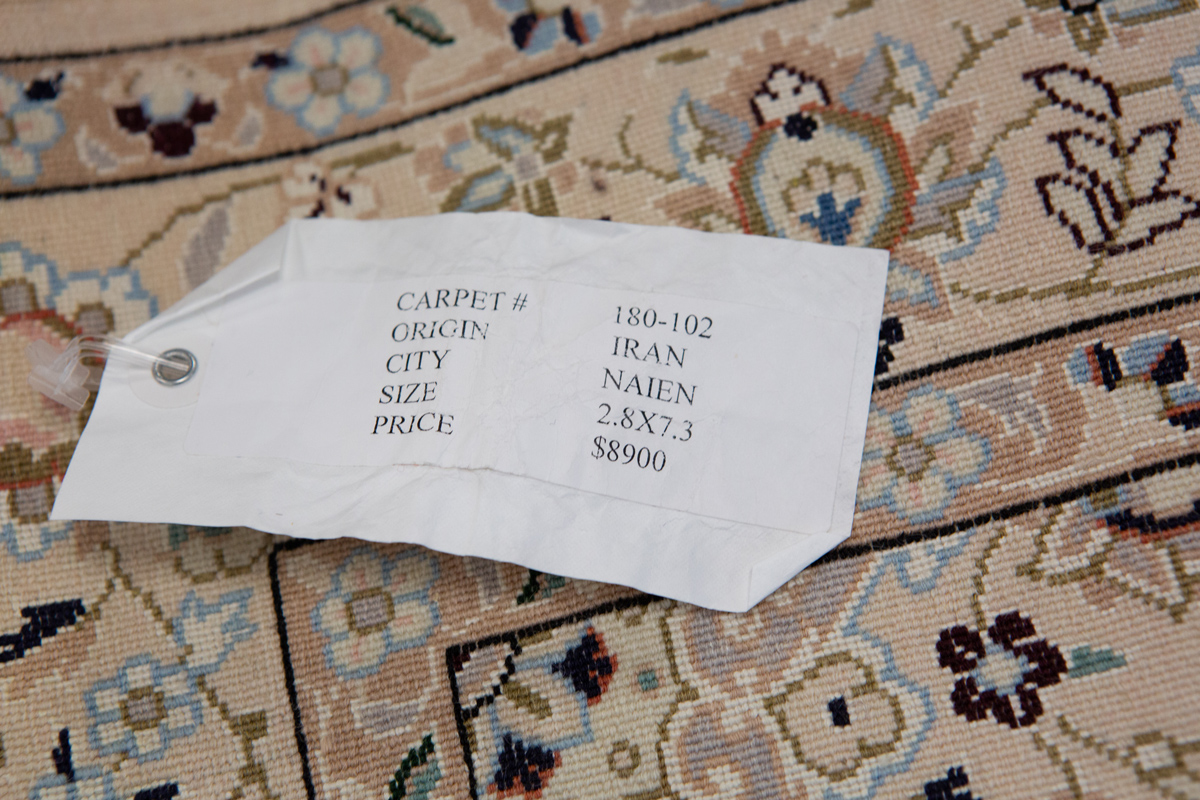 CARPET # 180-102
ORIGIN IRAN
CITY NAIEN
SIZE 2.8X7.3
PRICE $8900